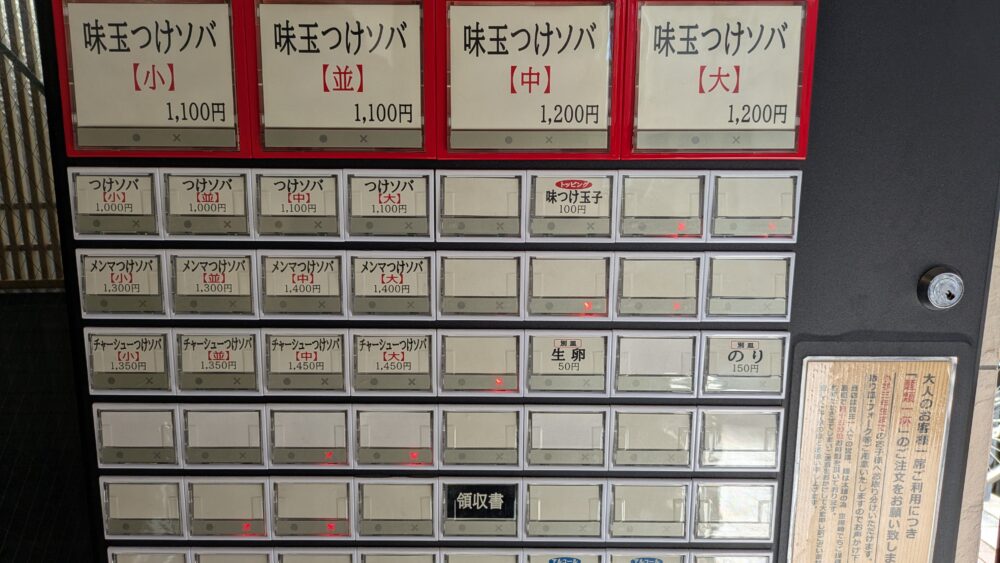 味玉つけソバ
【小】
1,100円
味玉つけソバ
【並】
1,100円
味玉つけソバ
【中】
1,200円
味玉つけソバ
【大】
1,200円
つけソバ
【小】
1,000円
つけソバ
【並】
1,000円
つけソバ
【中】
1,100円
つけソバ
【大】
1,100円
トッピング
味つけ玉子
100円
メンマつけソバ
【小】
1,300円
メンマつけソバ
【並】
1,300円
メンマつけソバ
【中】
1,400円
メンマつけソバ
【大】
1,400円
チャーシューつけソバ
【小】
1,350円
チャーシューつけソバ
【並】
1,350円
チャーシューつけソバ
【中】
1,450円
チャーシューつけソバ
【大】
1,450円
別皿
生卵
50円
別皿
のり
150円
領収書
アルコール
アルコール
大人のお客様一席ご利用につき
のご注文をお願い致しま